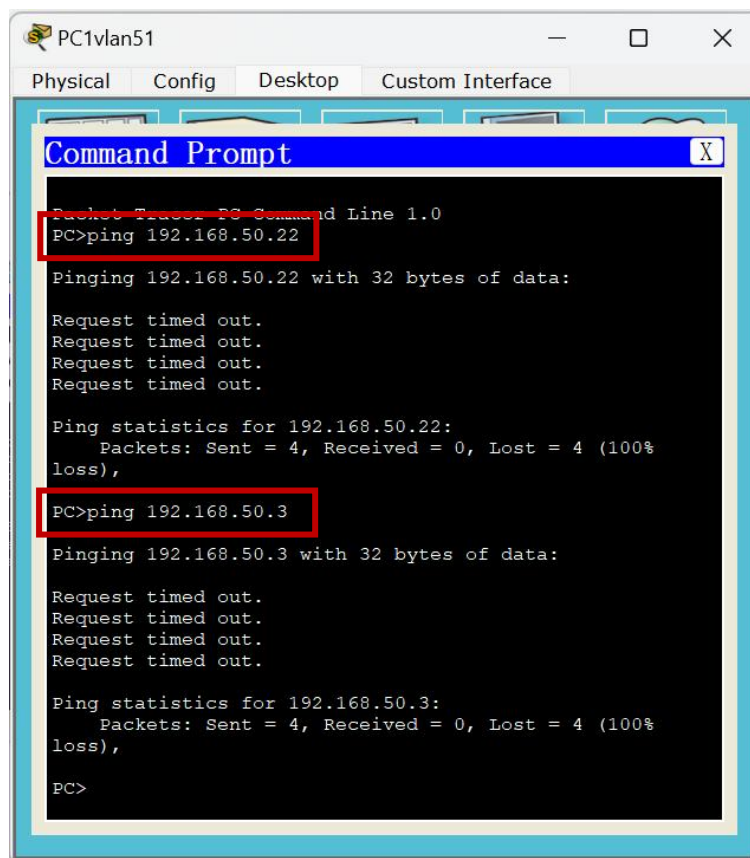 PC1vlan51
Physical Config Desktop Custom Interface
Command Prompt X
Packet Tracer PC Command Line 1.0
PC>ping 192.168.50.22
Pinging 192.168.50.22 with 32 bytes of data:
Request timed out.
Request timed out.
Request timed out.
Request timed out.
Ping statistics for 192.168.50.22:
Packets: Sent = 4, Received = 0, Lost = 4 (100%
loss),
PC>ping 192.168.50.3
Pinging 192.168.50.3 with 32 bytes of data:
Request timed out.
Request timed out.
Request timed out.
Request timed out.
Ping statistics for 192.168.50.3:
Packets: Sent = 4, Received = 0, Lost = 4 (100%
loss),
PC>